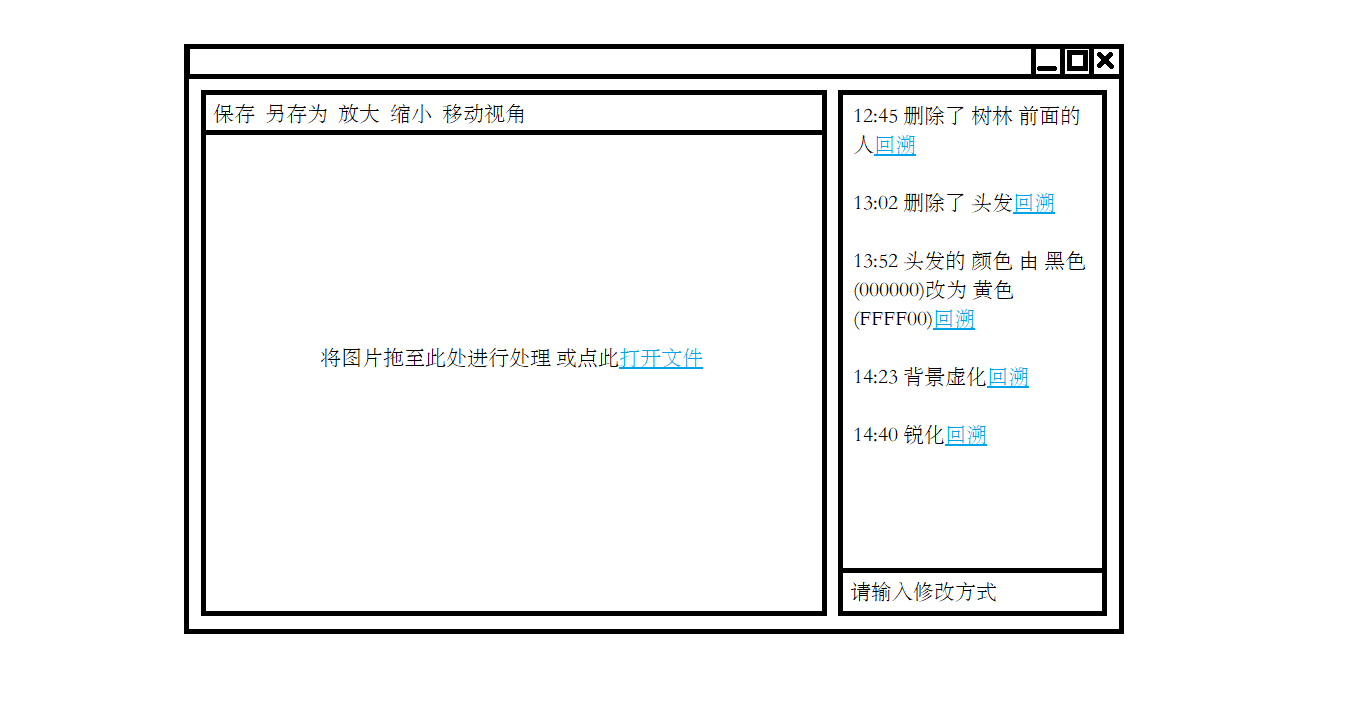 保存 另存为 放大 缩小 移动视角
将图片拖至此处进行处理 或点此打开文件
12:45 删除了 树林 前面的
人回溯
13:02 删除了 头发回溯
13:52 头发的 颜色 由 黑色
(000000)改为 黄色
(FFFF00)回溯
14:23 背景虚化回溯
14:40 锐化回溯
请输入修改方式